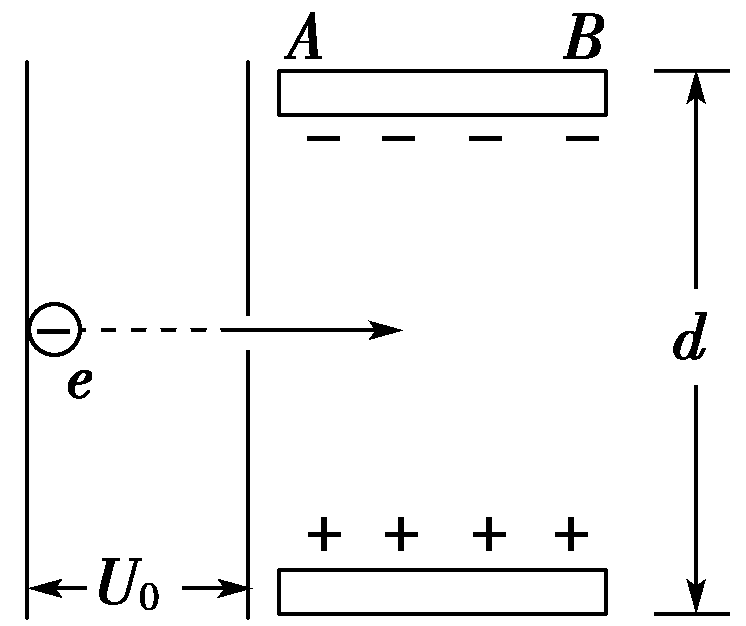 A B
− − − −
−
e
d
+ + + +
U₀